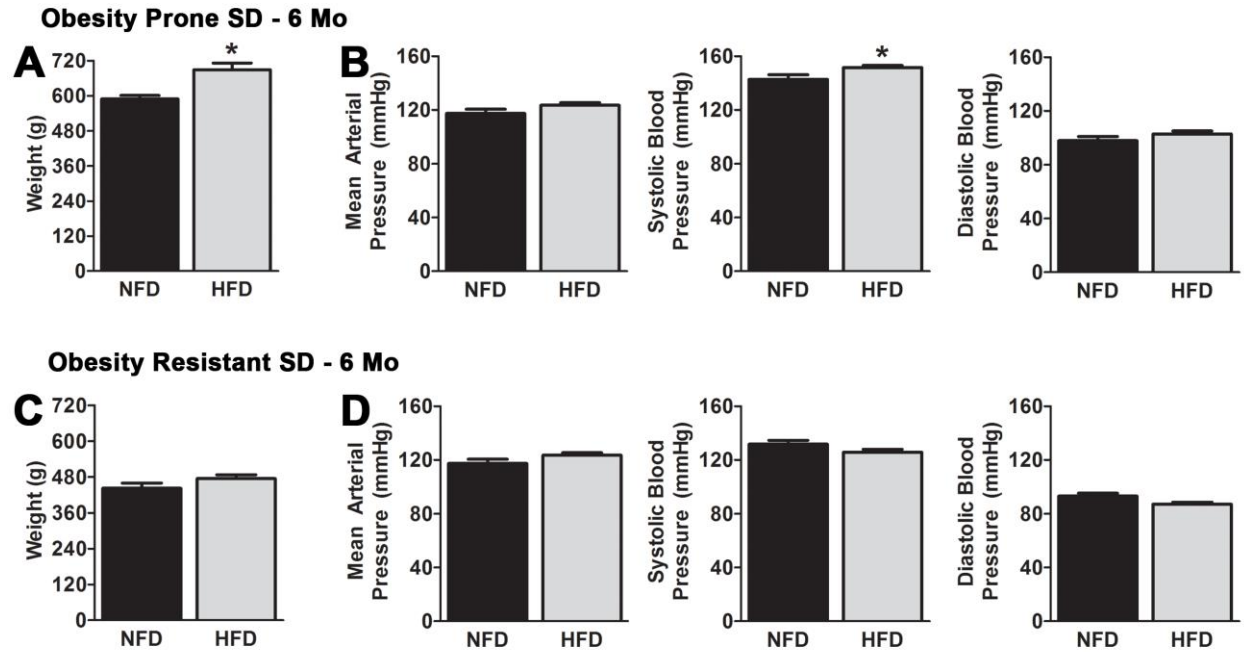 Obesity Prone SD - 6 Mo
A
*
720
600
480
360
240
120
0
Weight (g)
NFD HFD
B
160
120
80
40
0
Mean Arterial
Pressure (mmHg)
NFD HFD
*
160
120
80
40
0
Systolic Blood
Pressure (mmHg)
NFD HFD
160
120
80
40
0
Diastolic Blood
Pressure (mmHg)
NFD HFD
Obesity Resistant SD - 6 Mo
C
720
600
480
360
240
120
0
Weight (g)
NFD HFD
D
160
120
80
40
0
Mean Arterial
Pressure (mmHg)
NFD HFD
160
120
80
40
0
Systolic Blood
Pressure (mmHg)
NFD HFD
160
120
80
40
0
Diastolic Blood
Pressure (mmHg)
NFD HFD